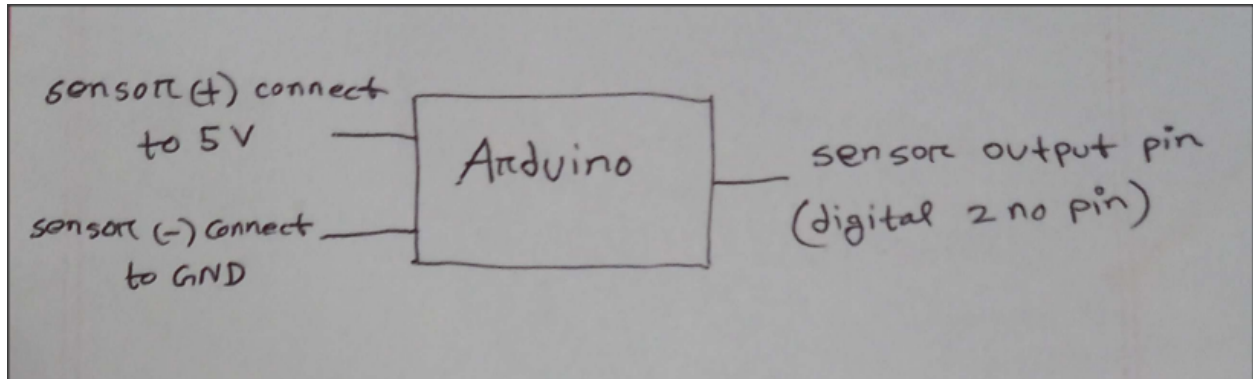 sensor (+) connect
to 5V
Arduino
sensor output pin
(digital 2 no pin)
sensor (-) connect
to GND